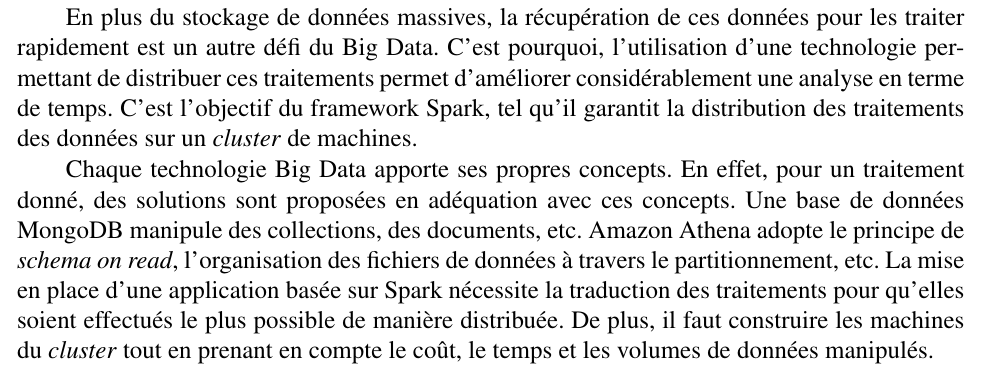 En plus du stockage de données massives, la récupération de ces données pour les traiter
rapidement est un autre défi du Big Data. C’est pourquoi, l’utilisation d’une technologie per-
mettant de distribuer ces traitements permet d’améliorer considérablement une analyse en terme
de temps. C’est l’objectif du framework Spark, tel qu’il garantit la distribution des traitements
des données sur un cluster de machines.
Chaque technologie Big Data apporte ses propres concepts. En effet, pour un traitement
donné, des solutions sont proposées en adéquation avec ces concepts. Une base de données
MongoDB manipule des collections, des documents, etc. Amazon Athena adopte le principe de
schema on read, l’organisation des fichiers de données à travers le partitionnement, etc. La mise
en place d’une application basée sur Spark nécessite la traduction des traitements pour qu’elles
soient effectués le plus possible de manière distribuée. De plus, il faut construire les machines
du cluster tout en prenant en compte le coût, le temps et les volumes de données manipulés.